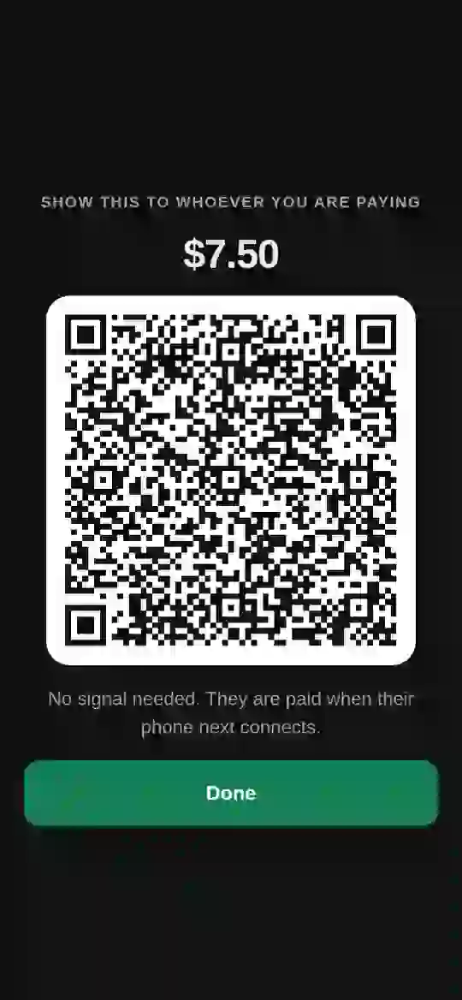 SHOW THIS TO WHOEVER YOU ARE PAYING
$7.50
No signal needed. They are paid when their
phone next connects.
Done